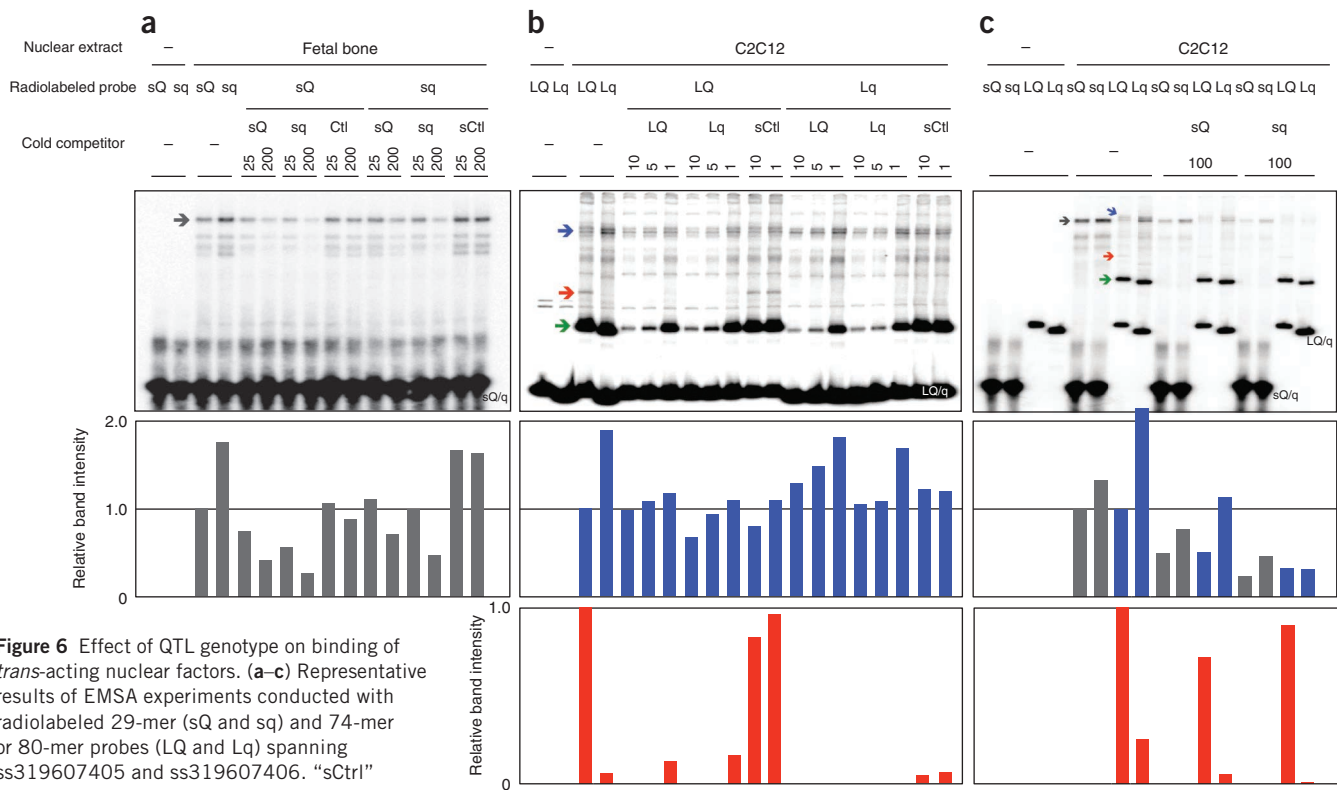 a b c
Nuclear extract – Fetal bone – C2C12 – C2C12
Radiolabeled probe sQ sq sQ sq sQ sq LQ Lq LQ Lq LQ Lq sQ sq LQ Lq sQ sq LQ Lq sQ sq LQ Lq sQ sq LQ Lq
sQ sq Ctl sQ sq sCtl LQ Lq sCtl LQ Lq sCtl sQ sq
Cold competitor – – 25 200 25 200 25 200 25 200 25 200 25 200 – – 10 5 1 10 5 1 10 1 10 5 1 10 5 1 10 1 – – 100 100
sQ/q LQ/q LQ/q sQ/q
2.0
Relative band intensity
1.0
0
1.0
Relative band intensity
0
Figure 6 Effect of QTL genotype on binding of
trans-acting nuclear factors. (a–c) Representative
results of EMSA experiments conducted with
radiolabeled 29-mer (sQ and sq) and 74-mer
or 80-mer probes (LQ and Lq) spanning
ss319607405 and ss319607406. “sCtrl”